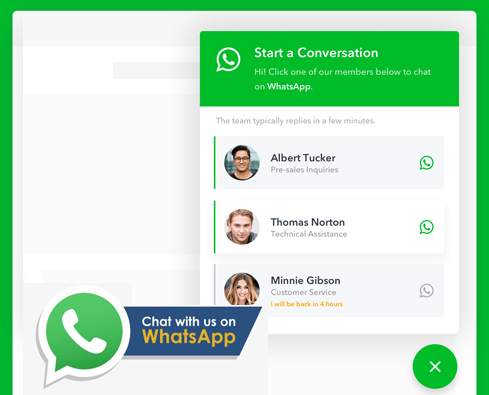 Start a Conversation
Hi! Click one of our members below to chat
on WhatsApp.
The team typically replies in a few minutes.
Albert Tucker
Pre-sales Inquiries
Thomas Norton
Technical Assistance
Minnie Gibson
Customer Service
I will be back in 4 hours
Chat with us on
WhatsApp